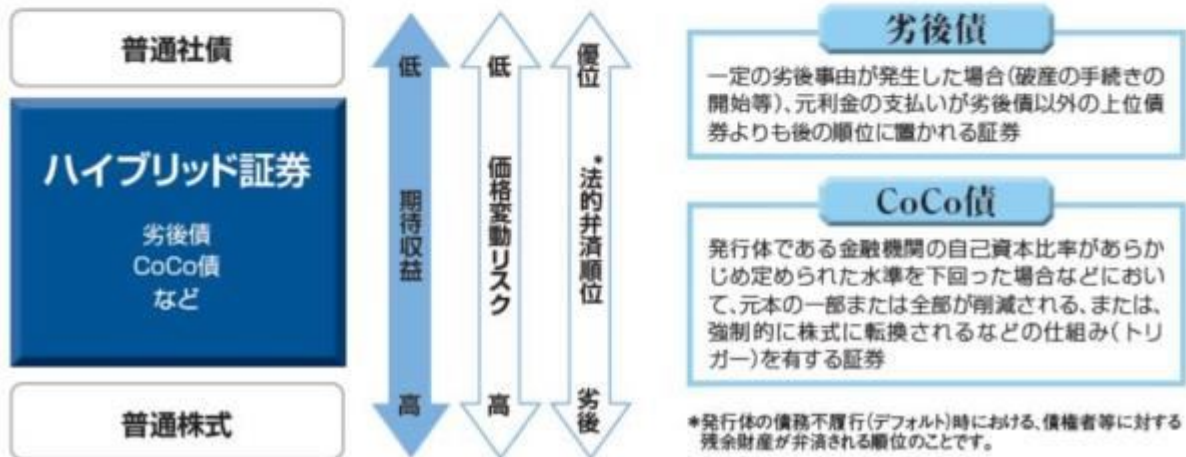 普通社債
ハイブリッド証券
劣後債
CoCo債
など
普通株式
低
期待収益
高
低
価格変動リスク
高
優位
*法的弁済順位
劣後
劣後債
一定の劣後事由が発生した場合(破産の手続きの
開始等)、元利金の支払いが劣後債以外の上位債
券よりも後の順位に置かれる証券
CoCo債
発行体である金融機関の自己資本比率があらか
じめ定められた水準を下回った場合などにおい
て、元本の一部または全部が削減される、または、
強制的に株式に転換されるなどの仕組み(トリ
ガー)を有する証券
*発行体の債務不履行(デフォルト)時における、債権者等に対する
残余財産が弁済される順位のことです。